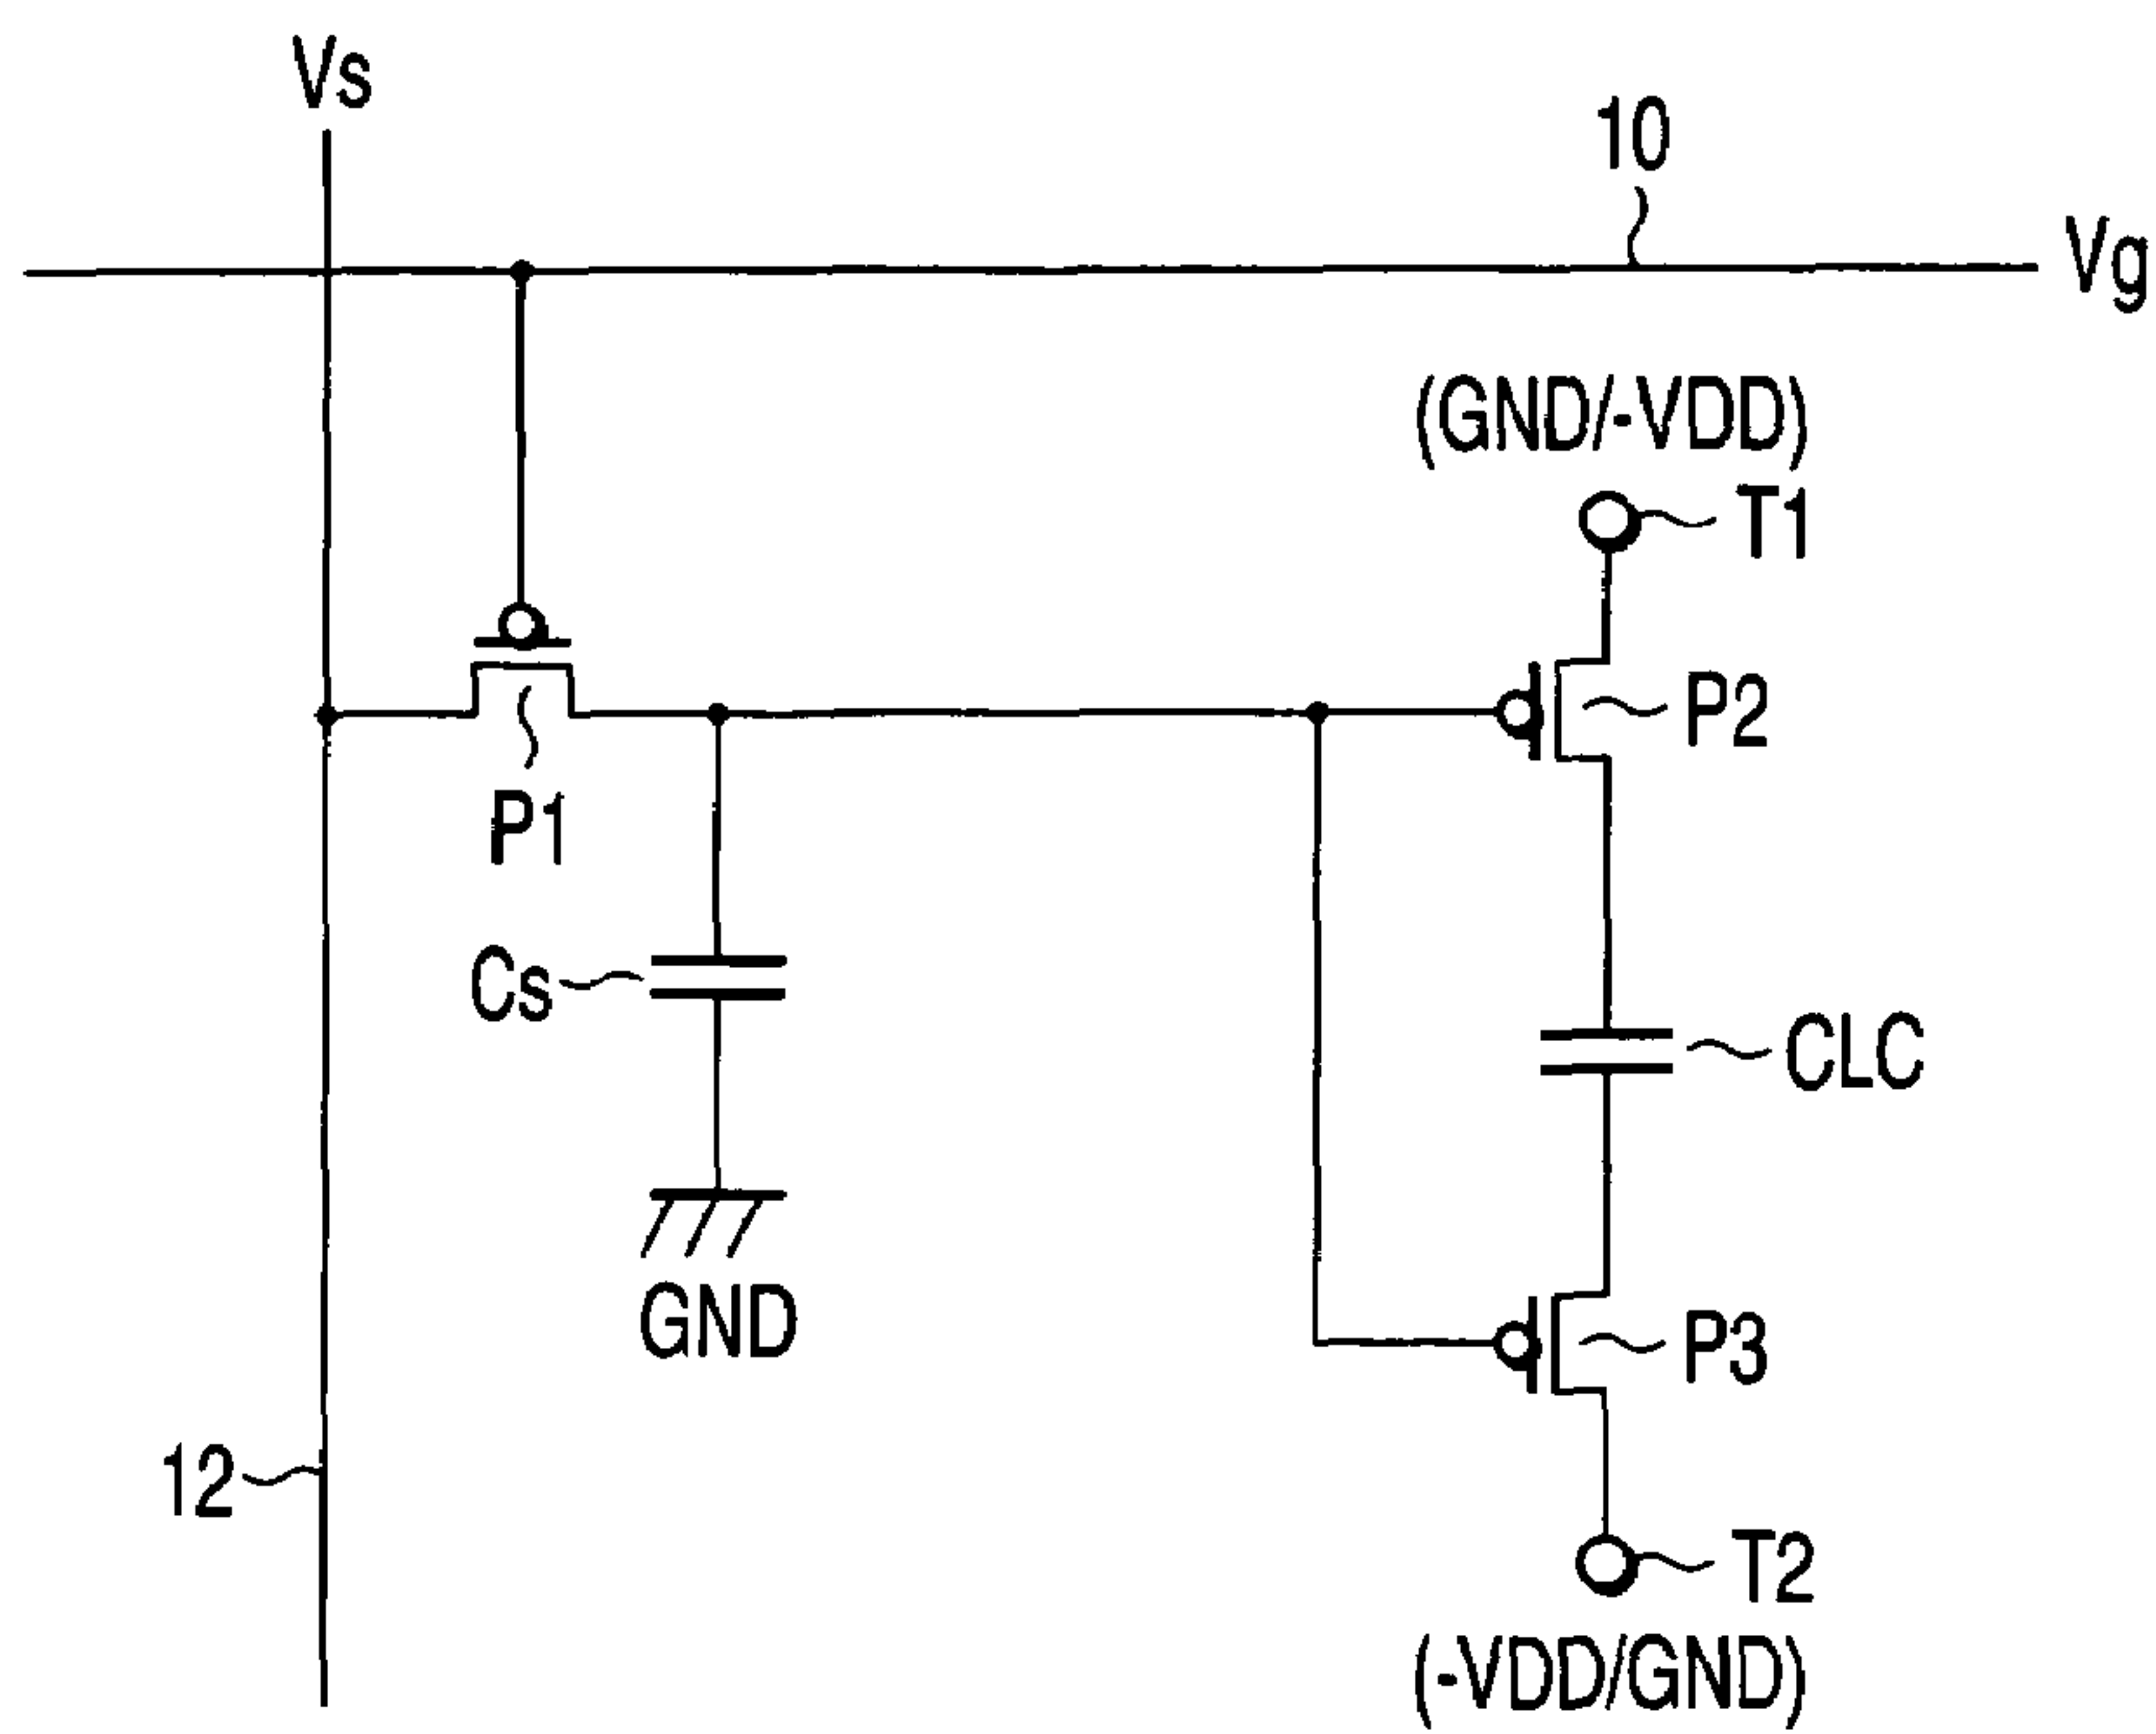 Vs
10
Vg
(GND/-VDD)
T1
P2
P1
Cs
CLC
GND
P3
12
T2
(-VDD/GND)